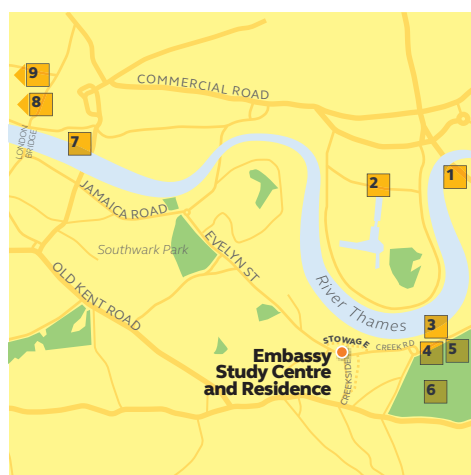 9
COMMERCIAL ROAD
8
LONDON
BRIDGE
7
1
2
JAMAICA ROAD
EVELYN ST
Southwark Park
OLD KENT ROAD
River Thames
3
STOWAGE
CREEK RD
4
5
Embassy
Study Centre
and Residence
CREEKSIDE
6